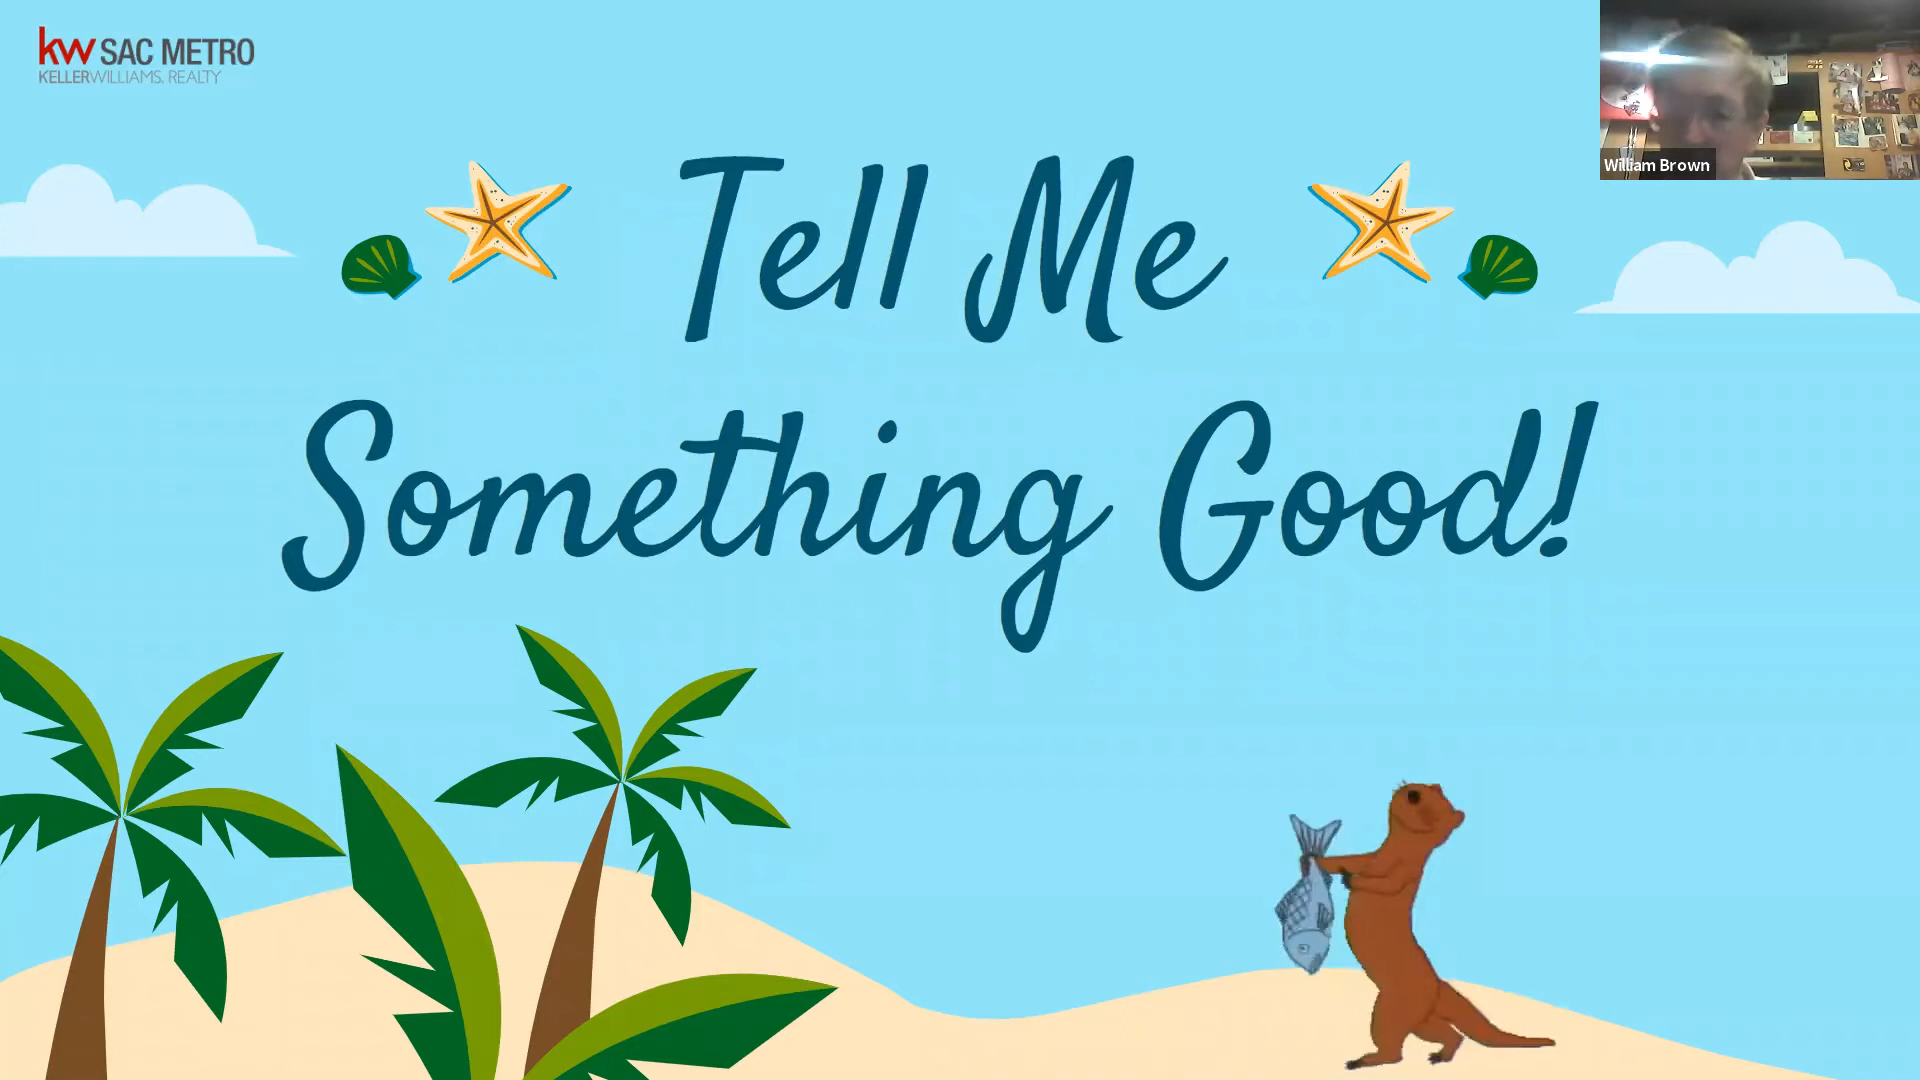 kw SAC METRO
KELLERWILLIAMS. REALTY
William Brown
Tell Me
Something Good!